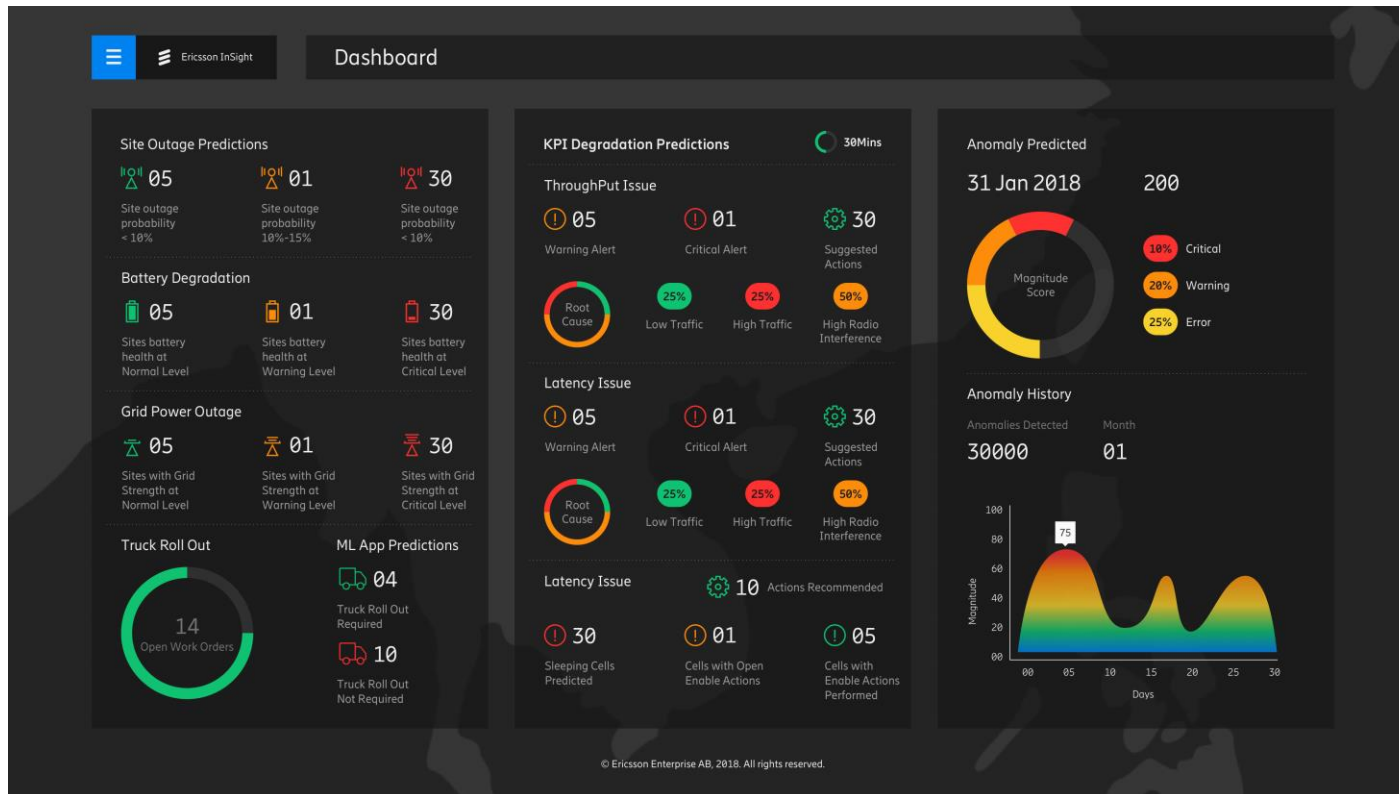 Ericsson InSight
Dashboard
Site Outage Predictions
05
01
30
Site outage
probability
< 10%
Site outage
probability
10%-15%
Site outage
probability
< 10%
Battery Degradation
05
01
30
Sites battery
health at
Normal Level
Sites battery
health at
Warning Level
Sites battery
health at
Critical Level
Grid Power Outage
05
01
30
Sites with Grid
Strength at
Normal Level
Sites with Grid
Strength at
Warning Level
Sites with Grid
Strength at
Critical Level
Truck Roll Out
14
Open Work Orders
ML App Predictions
04
Truck Roll Out
Required
10
Truck Roll Out
Not Required
KPI Degradation Predictions
30Mins
ThroughPut Issue
05
Warning Alert
01
Critical Alert
30
Suggested
Actions
Root
Cause
25%
Low Traffic
25%
High Traffic
50%
High Radio
Interference
Latency Issue
05
Warning Alert
01
Critical Alert
30
Suggested
Actions
Root
Cause
25%
Low Traffic
25%
High Traffic
50%
High Radio
Interference
Latency Issue
10 Actions Recommended
30
Sleeping Cells
Predicted
01
Cells with Open
Enable Actions
05
Cells with
Enable Actions
Performed
Anomaly Predicted
31 Jan 2018
200
Magnitude
Score
10% Critical
20% Warning
25% Error
Anomaly History
Anomalies Detected
30000
Month
01
Magnitude
100
80
60
40
20
00
75
00 05 10 15 20 25 30
Days
© Ericsson Enterprise AB, 2018. All rights reserved.